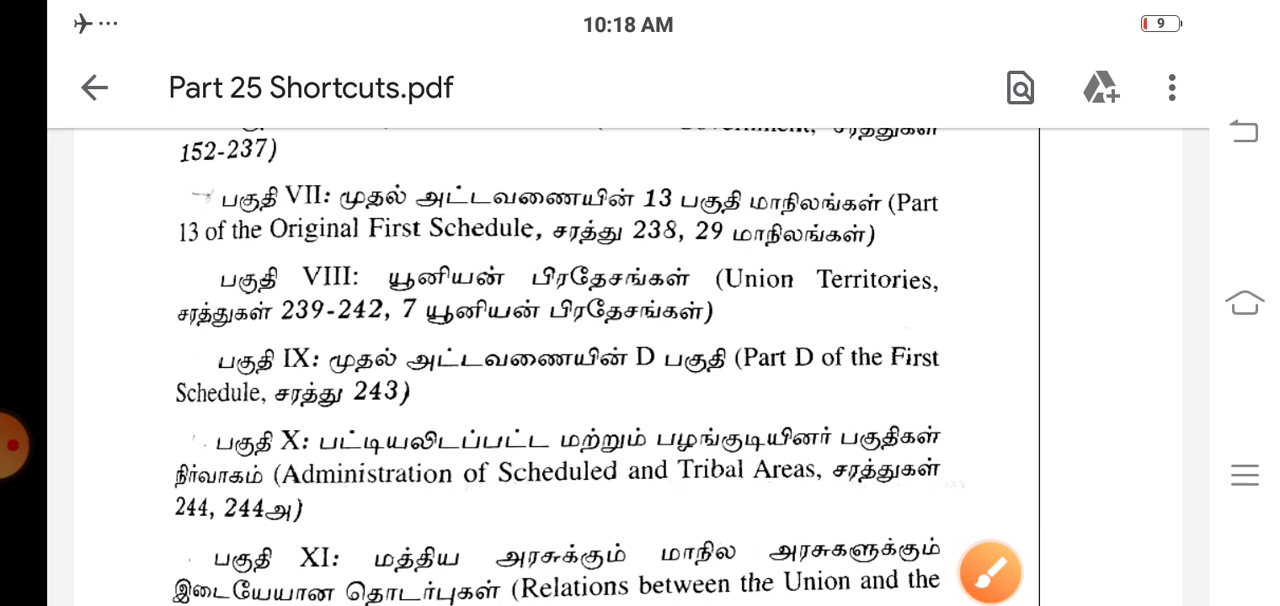 10:18 AM
9
Part 25 Shortcuts.pdf
சரத்துகள்
152-237)
பகுதி VII: முதல் அட்டவணையின் 13 பகுதி மாநிலங்கள் (Part
13 of the Original First Schedule, சரத்து 238, 29 மாநிலங்கள்)
பகுதி VIII: யூனியன் பிரதேசங்கள் (Union Territories,
சரத்துகள் 239-242, 7 யூனியன் பிரதேசங்கள்)
பகுதி IX: முதல் அட்டவணையின் D பகுதி (Part D of the First
Schedule, சரத்து 243)
பகுதி X: பட்டியலிடப்பட்ட மற்றும் பழங்குடியினர் பகுதிகள்
நிர்வாகம் (Administration of Scheduled and Tribal Areas, சரத்துகள்
244, 244அ)
பகுதி XI: மத்திய அரசுக்கும் மாநில அரசுகளுக்கும்
இடையேயான தொடர்புகள் (Relations between the Union and the